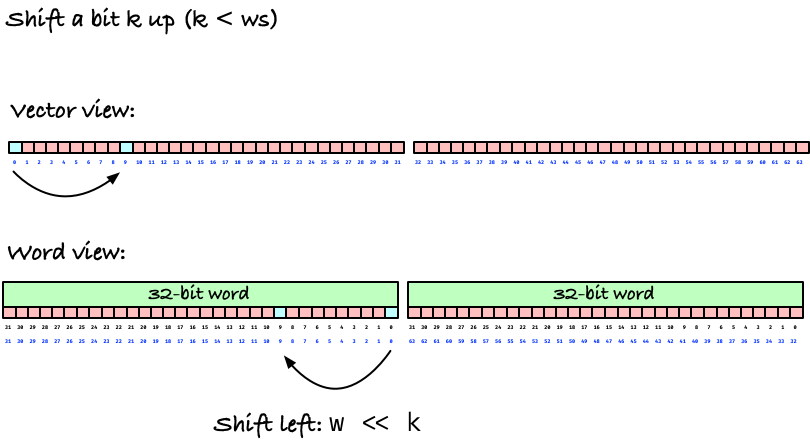 Shift a bit k up (k < ws)
Vector view:
0 1 2 3 4 5 6 7 8 9 10 11 12 13 14 15 16 17 18 19 20 21 22 23 24 25 26 27 28 29 30 31 32 33 34 35 36 37 38 39 40 41 42 43 44 45 46 47 48 49 50 51 52 53 54 55 56 57 58 59 60 61 62 63
Word view:
32-bit word 32-bit word
31 30 29 28 27 26 25 24 23 22 21 20 19 18 17 16 15 14 13 12 11 10 9 8 7 6 5 4 3 2 1 0 31 30 29 28 27 26 25 24 23 22 21 20 19 18 17 16 15 14 13 12 11 10 9 8 7 6 5 4 3 2 1 0
31 30 29 28 27 26 25 24 23 22 21 20 19 18 17 16 15 14 13 12 11 10 9 8 7 6 5 4 3 2 1 0 63 62 61 60 59 58 57 56 55 54 53 52 51 50 49 48 47 46 45 44 43 42 41 40 39 38 37 36 35 34 33 32
Shift left: w << k